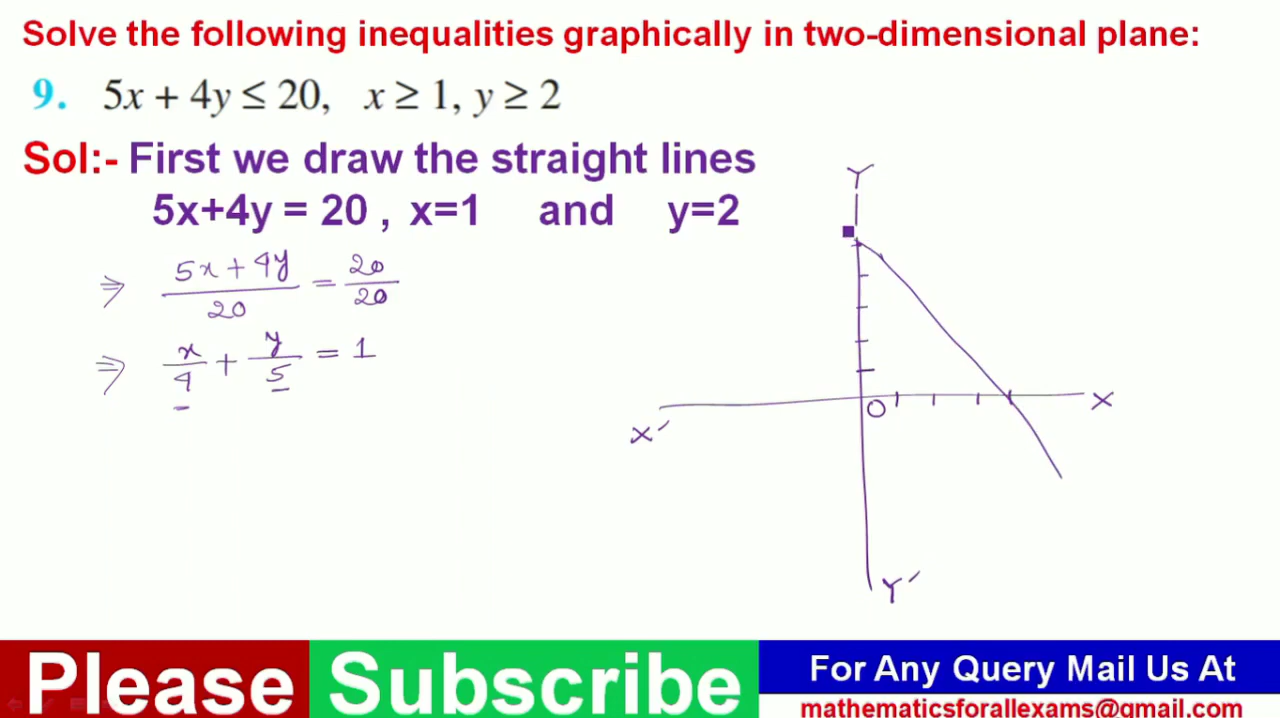 Solve the following inequalities graphically in two-dimensional plane:
9. 5x + 4y ≤ 20, x ≥ 1, y ≥ 2
Sol:- First we draw the straight lines
5x+4y = 20 , x=1 and y=2
⇒ (5x + 4y)/20 = 20/20
⇒ x/4 + y/5 = 1
Y
X' O X
Y'
Please Subscribe
For Any Query Mail Us At
mathematicsforallexams@gmail.com